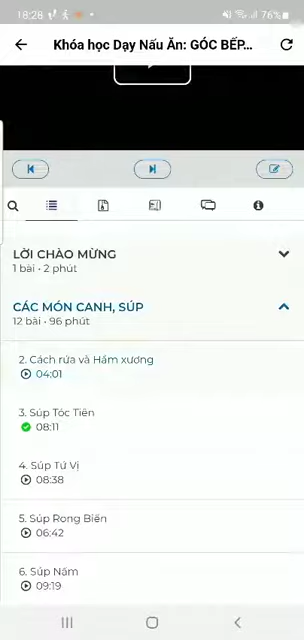 18:28
76%
Khóa học Dạy Nấu Ăn: GÓC BẾP...
LỜI CHÀO MỪNG
1 bài • 2 phút
CÁC MÓN CANH, SÚP
12 bài • 96 phút
2. Cách rửa và Hầm xương
04:01
3. Súp Tóc Tiên
08:11
4. Súp Tứ Vị
08:38
5. Súp Rong Biển
06:42
6. Súp Nấm
09:19